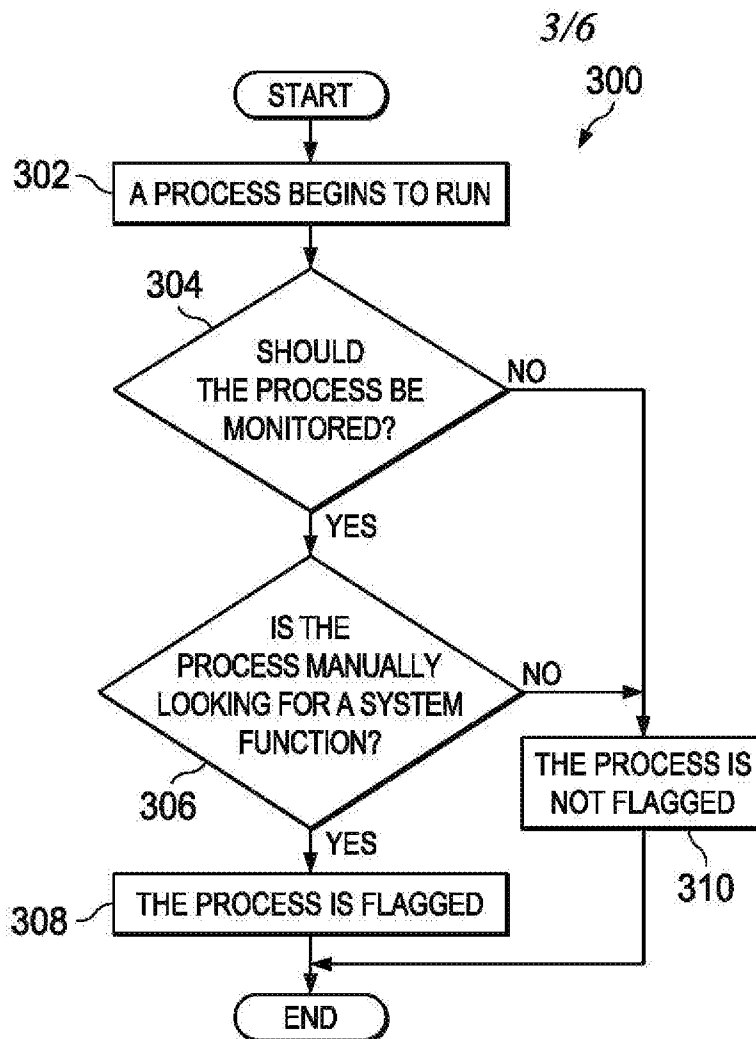 3/6
300
START
302
A PROCESS BEGINS TO RUN
304
SHOULD
THE PROCESS BE
MONITORED?
NO
YES
IS THE
PROCESS MANUALLY
LOOKING FOR A SYSTEM
FUNCTION?
NO
306
YES
THE PROCESS IS
NOT FLAGGED
310
308
THE PROCESS IS FLAGGED
END